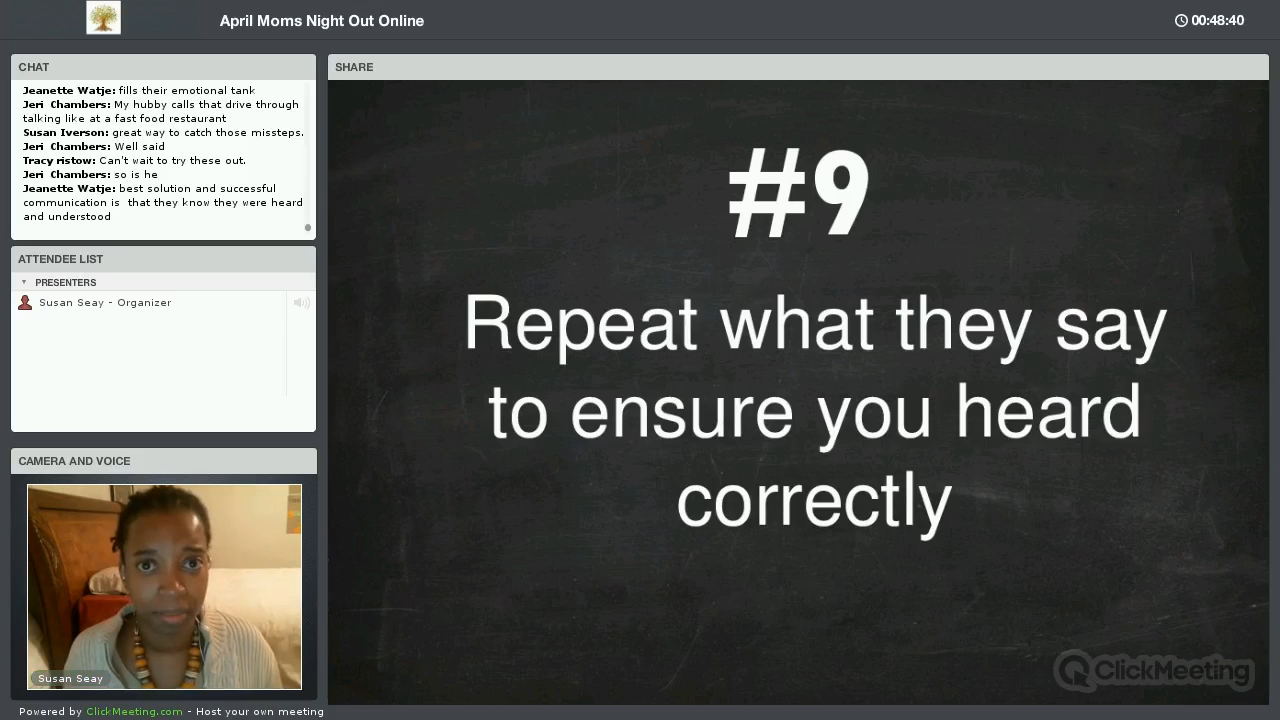 April Moms Night Out Online
00:48:40
CHAT
Jeanette Watje: fills their emotional tank
Jeri Chambers: My hubby calls that drive through
talking like at a fast food restaurant
Susan Iverson: great way to catch those missteps.
Jeri Chambers: Well said
Tracy ristow: Can't wait to try these out.
Jeri Chambers: so is he
Jeanette Watje: best solution and successful
communication is that they know they were heard
and understood
ATTENDEE LIST
PRESENTERS
Susan Seay - Organizer
CAMERA AND VOICE
Susan Seay
Powered by ClickMeeting.com - Host your own meeting
SHARE
#9
Repeat what they say
to ensure you heard
correctly
ClickMeeting